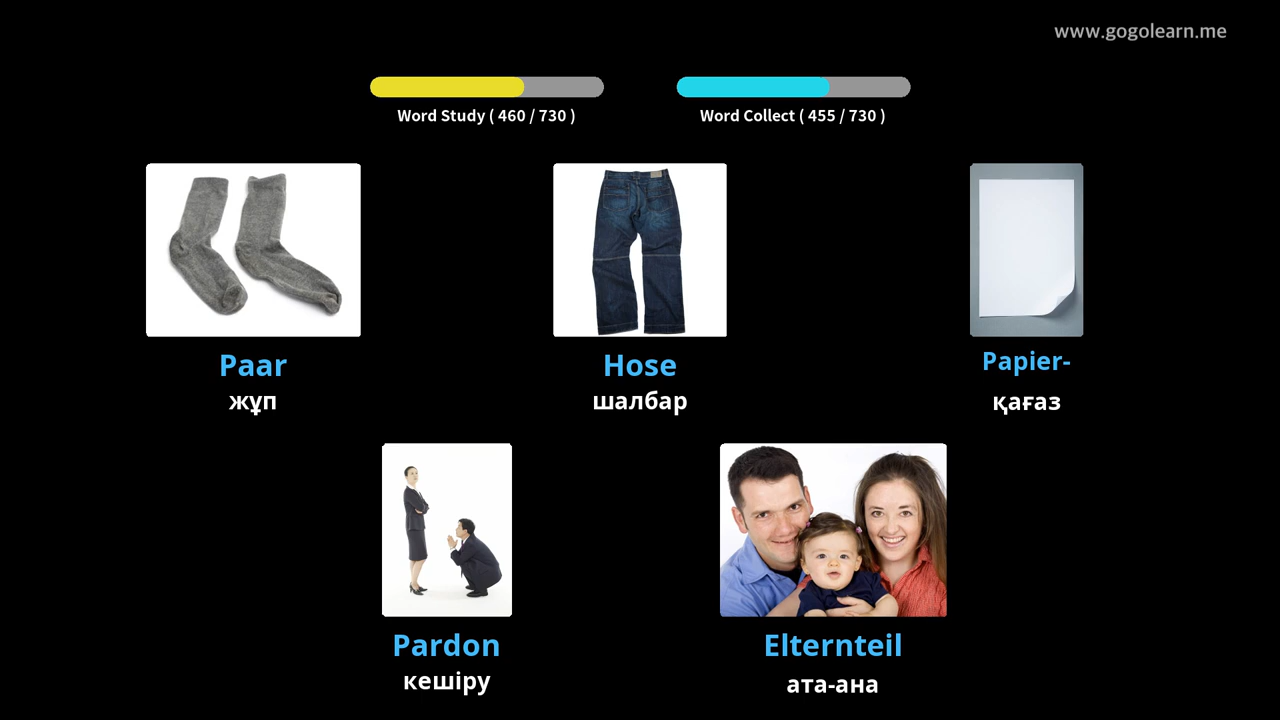 www.gogolearn.me
Word Study ( 460 / 730 )
Word Collect ( 455 / 730 )
Paar
жұп
Hose
шалбар
Papier-
қағаз
Pardon
кешіру
Elternteil
ата-ана